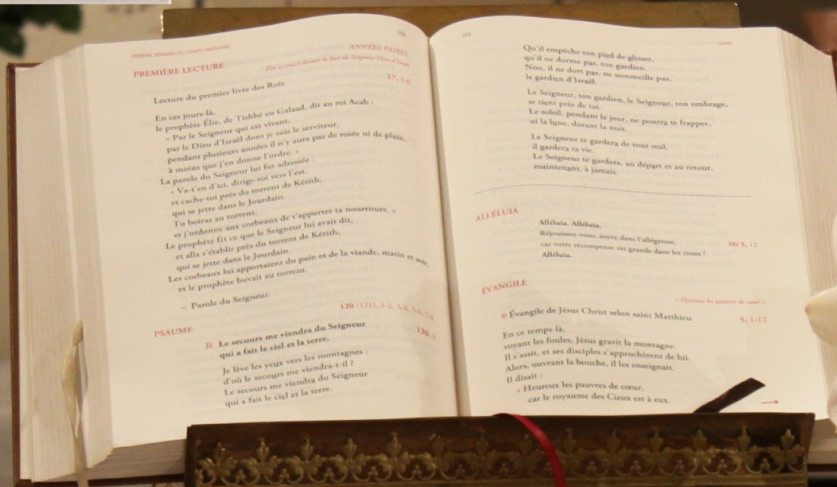 DIXIÈME SEMAINE DU TEMPS ORDINAIRE
ANNÉES PAIRES
PREMIÈRE LECTURE
17, 1-6
Lecture du premier livre des Rois
En ces jours-là,
le prophète Élie, de Tishbé en Galaad, dit au roi Acab :
« Par le Seigneur qui est vivant,
par le Dieu d'Israël dont je suis le serviteur,
pendant plusieurs années il n'y aura pas de rosée ni de pluie,
à moins que j'en donne l'ordre. »
La parole du Seigneur lui fut adressée :
« Va-t'en d'ici, dirige-toi vers l'est,
et cache-toi près du torrent de Kérith,
qui se jette dans le Jourdain.
Tu boiras au torrent,
et j'ordonne aux corbeaux de t'apporter ta nourriture. »
Le prophète fit ce que le Seigneur lui avait dit,
et alla s'établir près du torrent de Kérith,
qui se jette dans le Jourdain.
Les corbeaux lui apportaient du pain et de la viande, matin et soir,
et le prophète buvait au torrent.
– Parole du Seigneur.
PSAUME
120 (121), 1-2, 3-4, 5-6, 7-8
℟ Le secours me viendra du Seigneur
qui a fait le ciel et la terre.
120, 2
Je lève les yeux vers les montagnes :
d'où le secours me viendra-t-il ?
Le secours me viendra du Seigneur
qui a fait le ciel et la terre.
Qu'il empêche ton pied de glisser,
qu'il ne dorme pas, ton gardien.
Non, il ne dort pas, ne sommeille pas,
le gardien d'Israël.
Le Seigneur, ton gardien, le Seigneur, ton ombrage,
se tient près de toi.
Le soleil, pendant le jour, ne pourra te frapper,
ni la lune, durant la nuit.
Le Seigneur te gardera de tout mal,
il gardera ta vie.
Le Seigneur te gardera, au départ et au retour,
maintenant, à jamais.
ALLÉLUIA
Alléluia. Alléluia.
Réjouissez-vous, soyez dans l'allégresse,
car votre récompense est grande dans les cieux !
Mt 5, 12
Alléluia.
ÉVANGILE
« Heureux les pauvres de cœur »
✠ Évangile de Jésus Christ selon saint Matthieu
5, 1-12
En ce temps-là,
voyant les foules, Jésus gravit la montagne.
Il s'assit, et ses disciples s'approchèrent de lui.
Alors, ouvrant la bouche, il les enseignait.
Il disait :
« Heureux les pauvres de cœur,
car le royaume des Cieux est à eux.